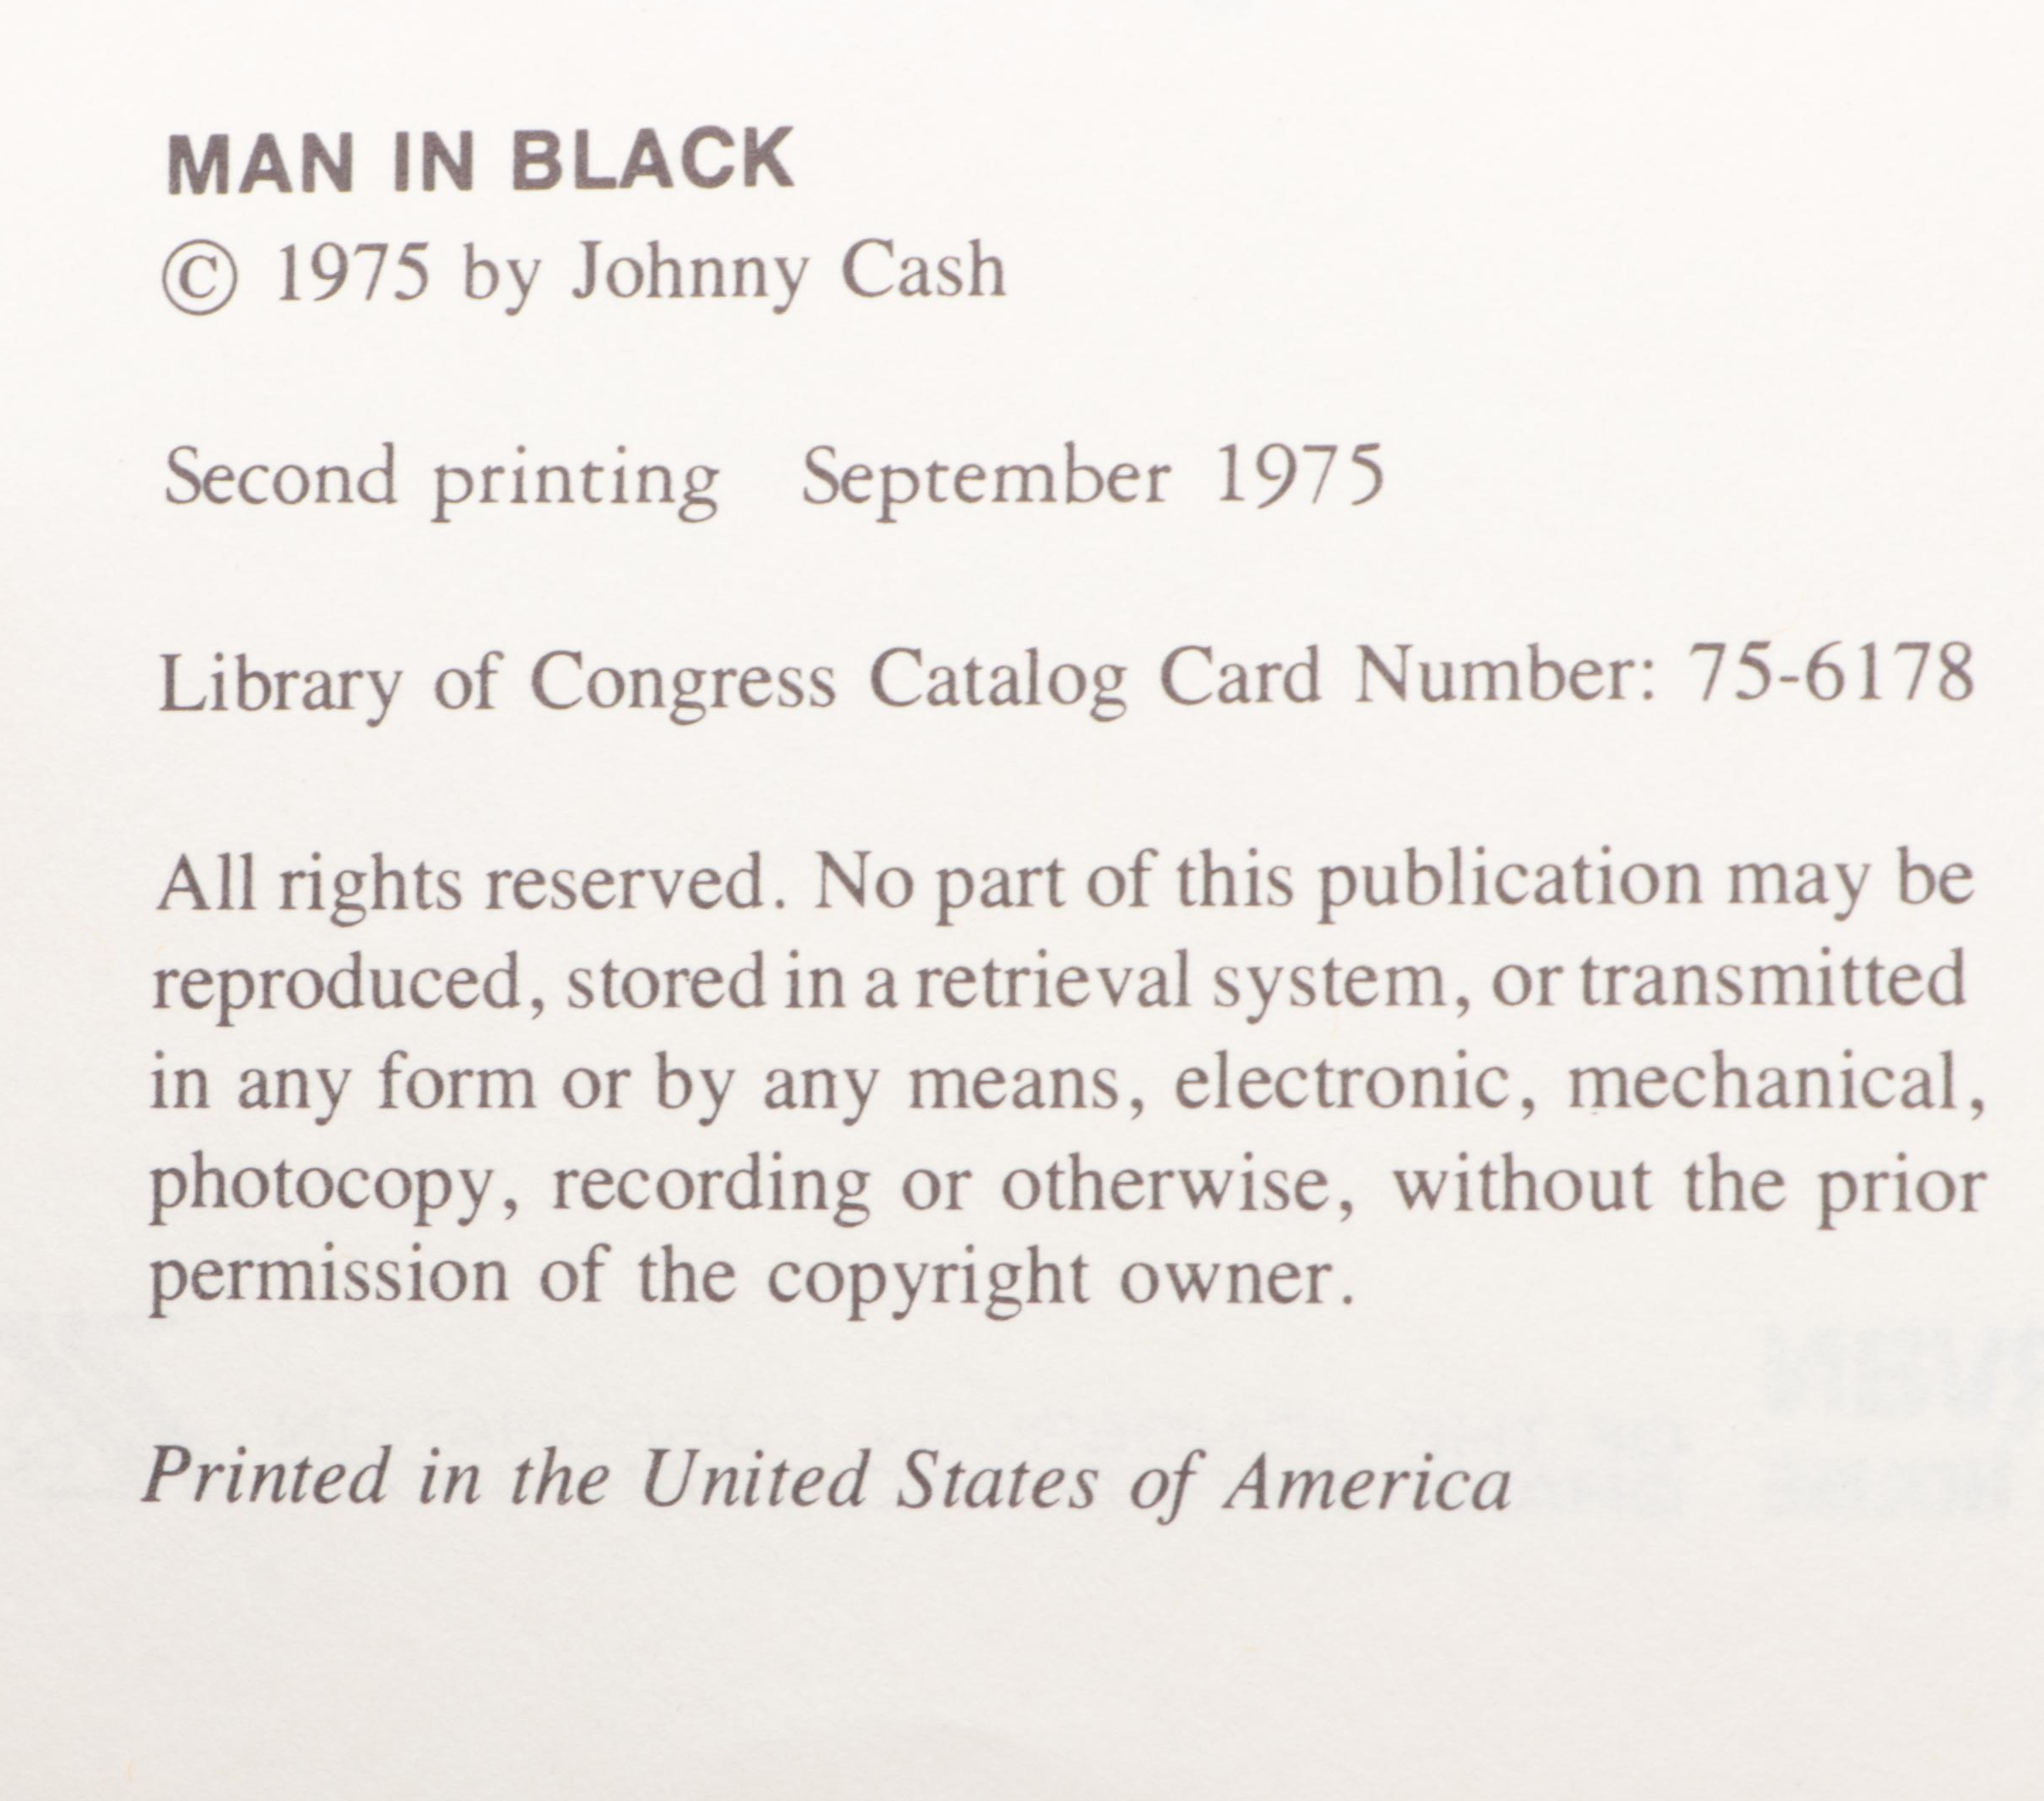 MAN IN BLACK
© 1975 by Johnny Cash
Second printing September 1975
Library of Congress Catalog Card Number: 75-6178
All rights reserved. No part of this publication may be
reproduced, stored in a retrieval system, or transmitted
in any form or by any means, electronic, mechanical,
photocopy, recording or otherwise, without the prior
permission of the copyright owner.
Printed in the United States of America